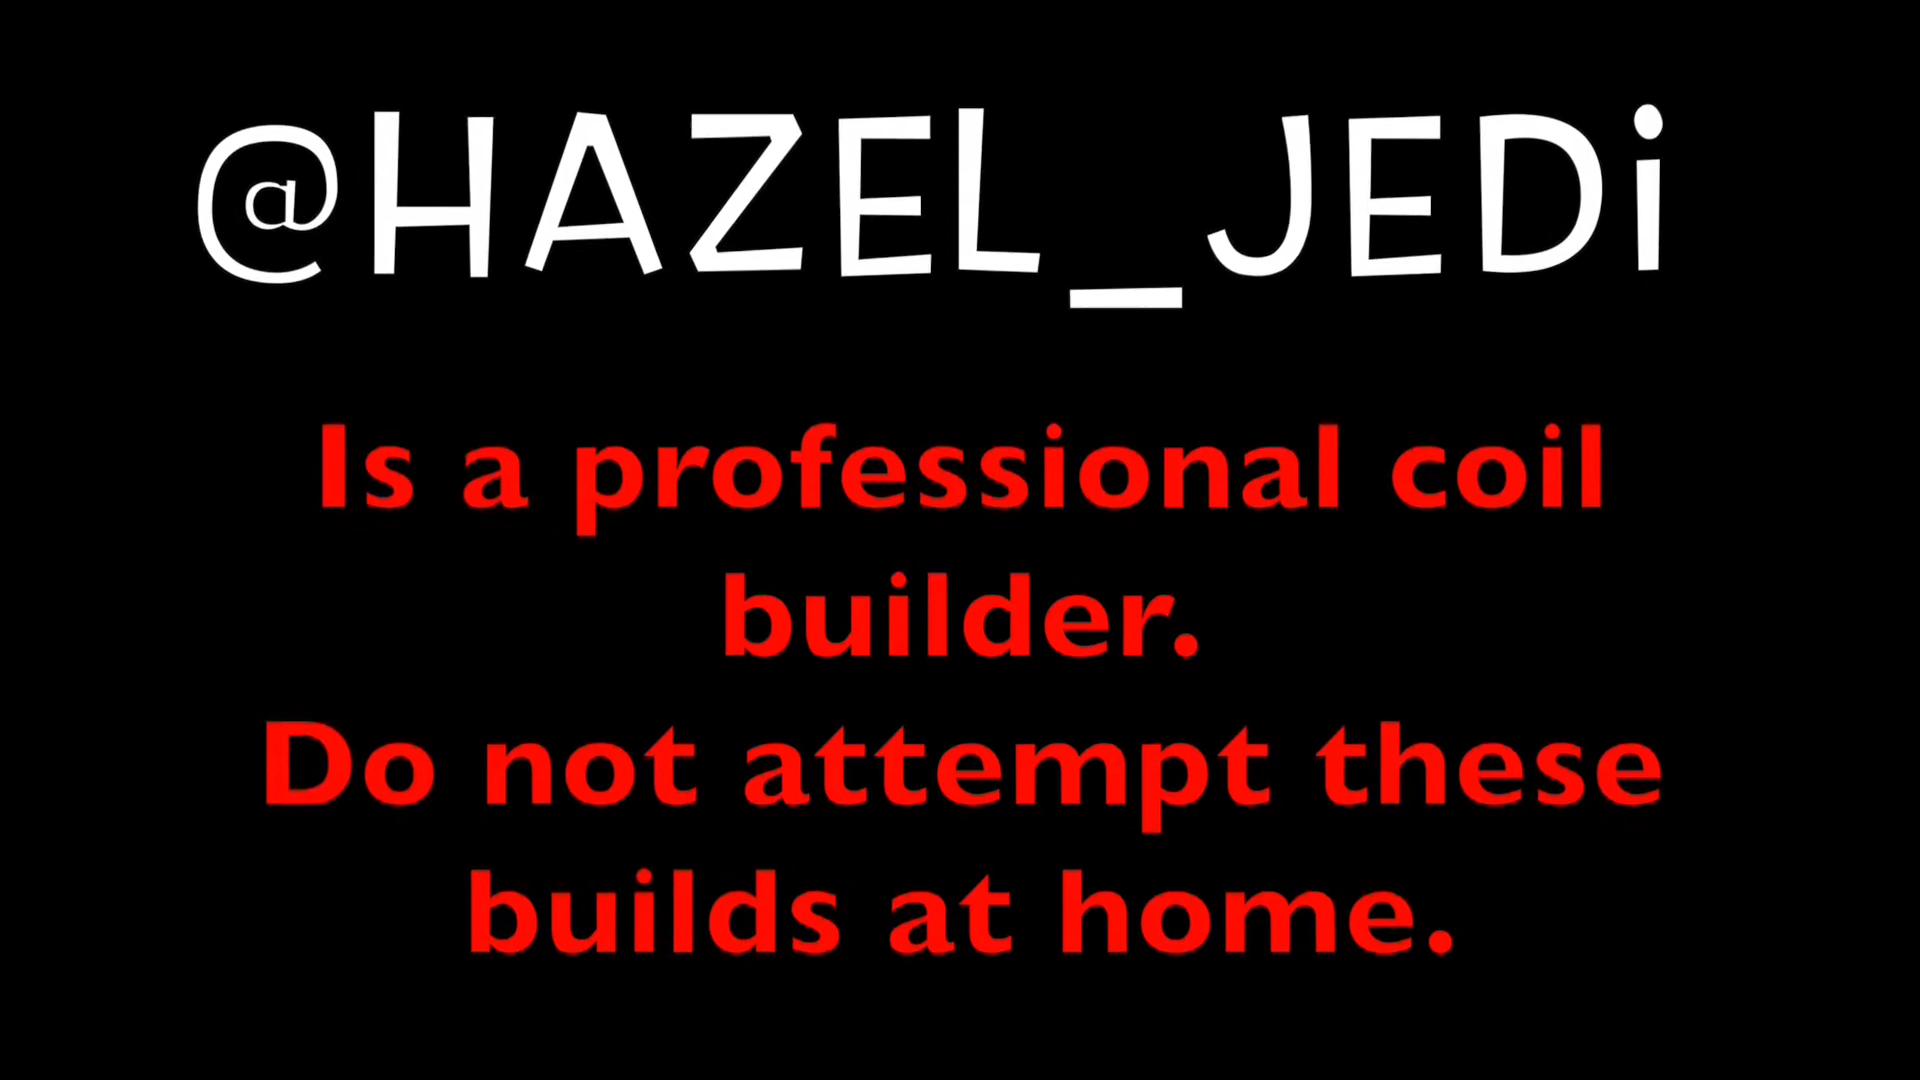 @HAZEL_JEDi
Is a professional coil
builder.
Do not attempt these
builds at home.